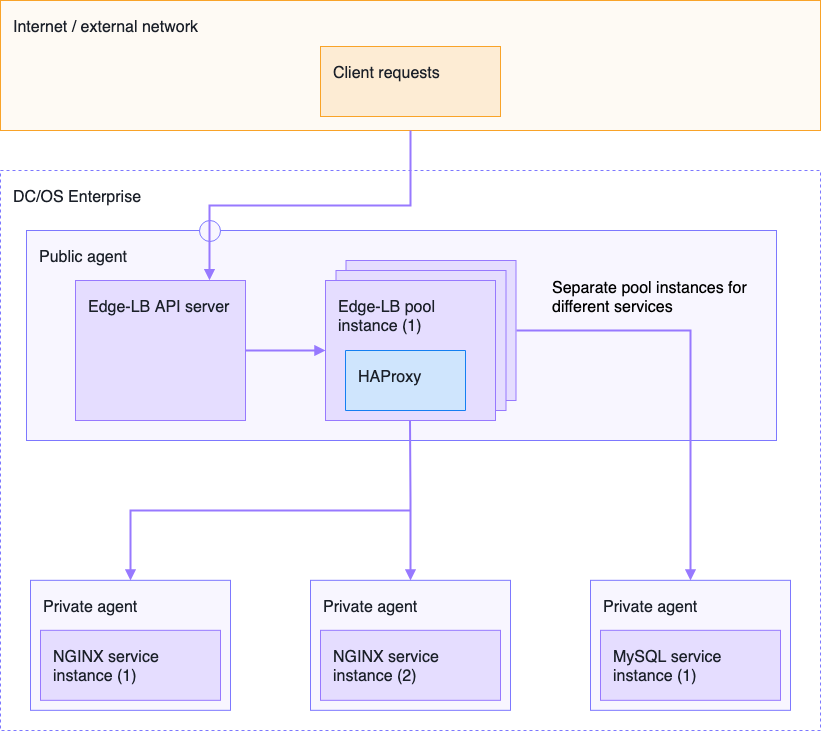 Internet / external network
Client requests
DC/OS Enterprise
Public agent
Edge-LB API server
Edge-LB pool
instance (1)
HAProxy
Separate pool instances for
different services
Private agent
NGINX service
instance (1)
Private agent
NGINX service
instance (2)
Private agent
MySQL service
instance (1)